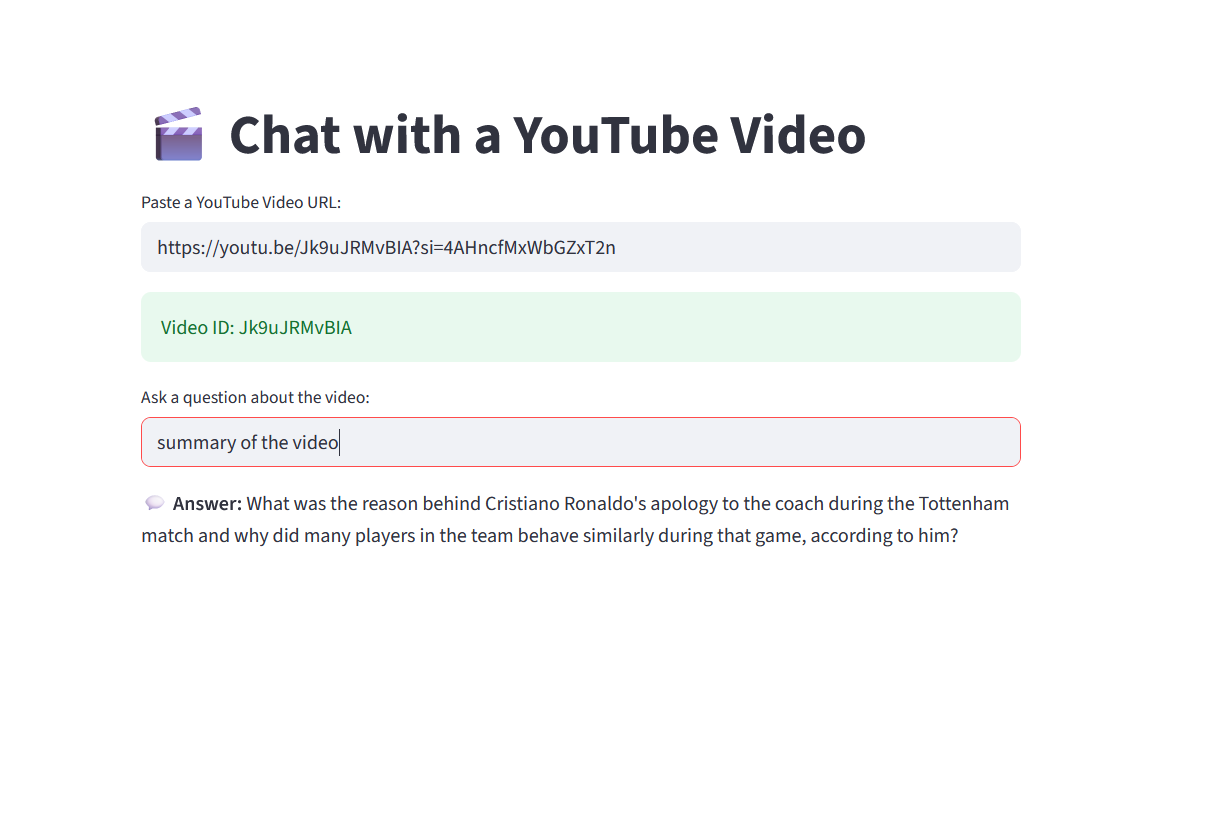 Chat with a YouTube Video
Paste a YouTube Video URL:
https://youtu.be/Jk9uJRMvBIA?si=4AHncfMxWbGZxT2n
Video ID: Jk9uJRMvBIA
Ask a question about the video:
summary of the video
Answer: What was the reason behind Cristiano Ronaldo's apology to the coach during the Tottenham
match and why did many players in the team behave similarly during that game, according to him?